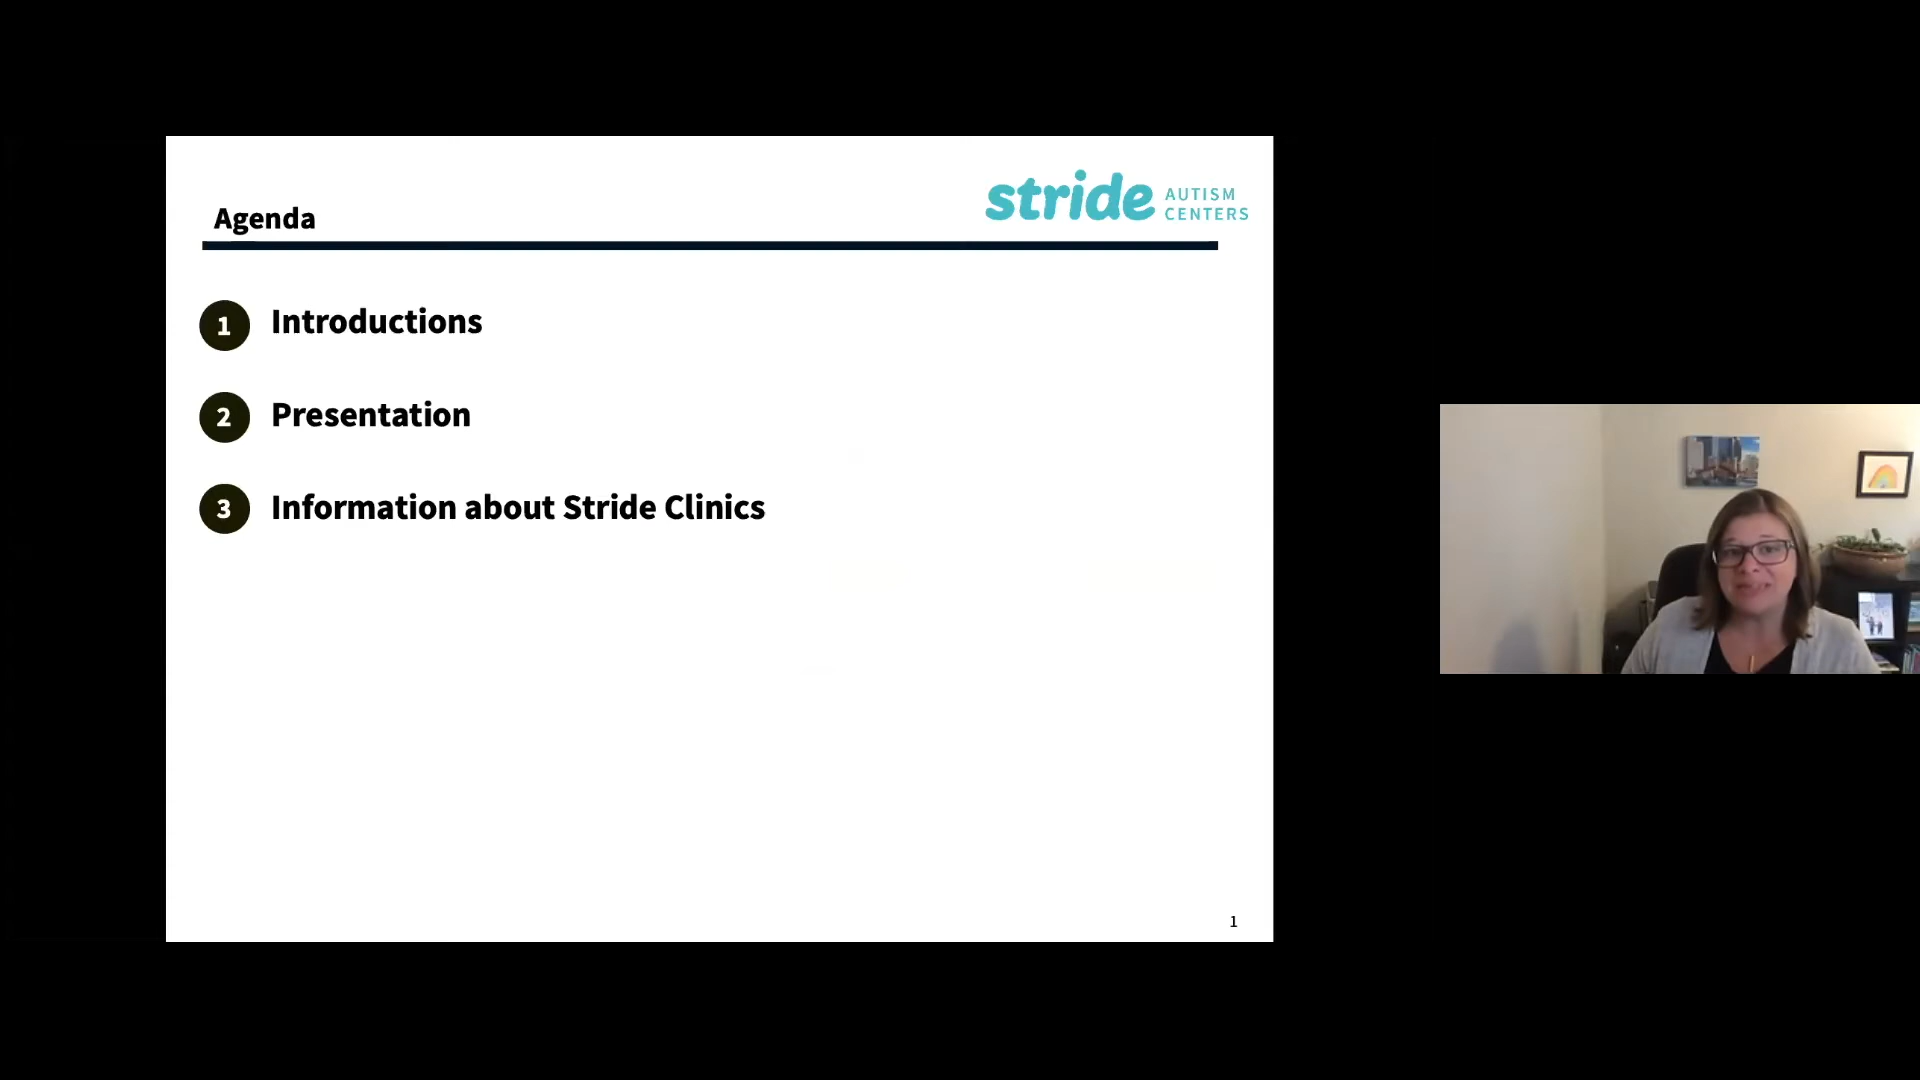 Agenda
stride AUTISM
CENTERS
1 Introductions
2 Presentation
3 Information about Stride Clinics
1